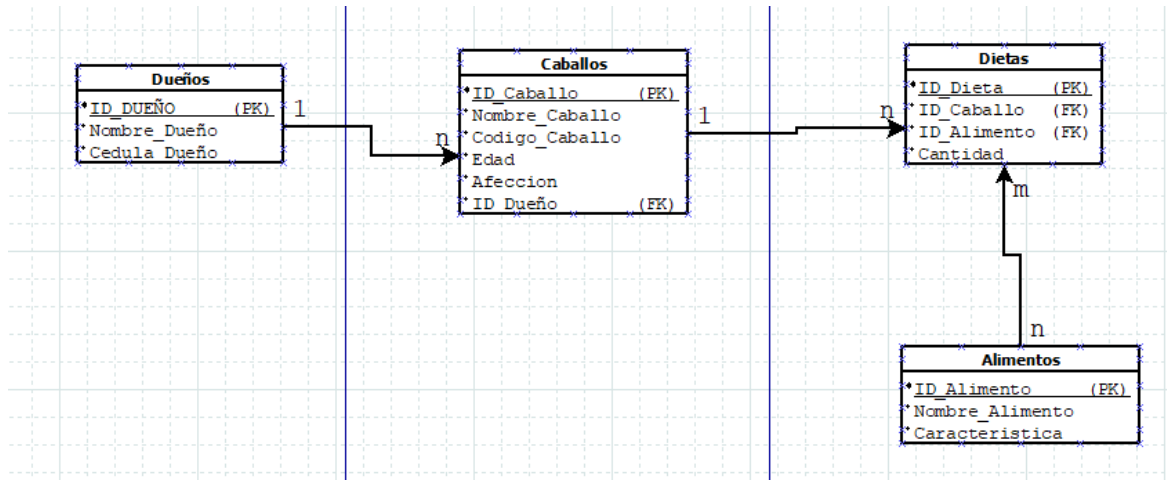 Dueños
ID_DUEÑO (PK)
Nombre_Dueño
Cedula_Dueño
1
n
Caballos
ID_Caballo (PK)
Nombre_Caballo
Codigo_Caballo
Edad
Afeccion
ID_Dueño (FK)
1
n
Dietas
ID_Dieta (PK)
ID_Caballo (FK)
ID_Alimento (FK)
Cantidad
m
n
Alimentos
ID_Alimento (PK)
Nombre_Alimento
Caracteristica